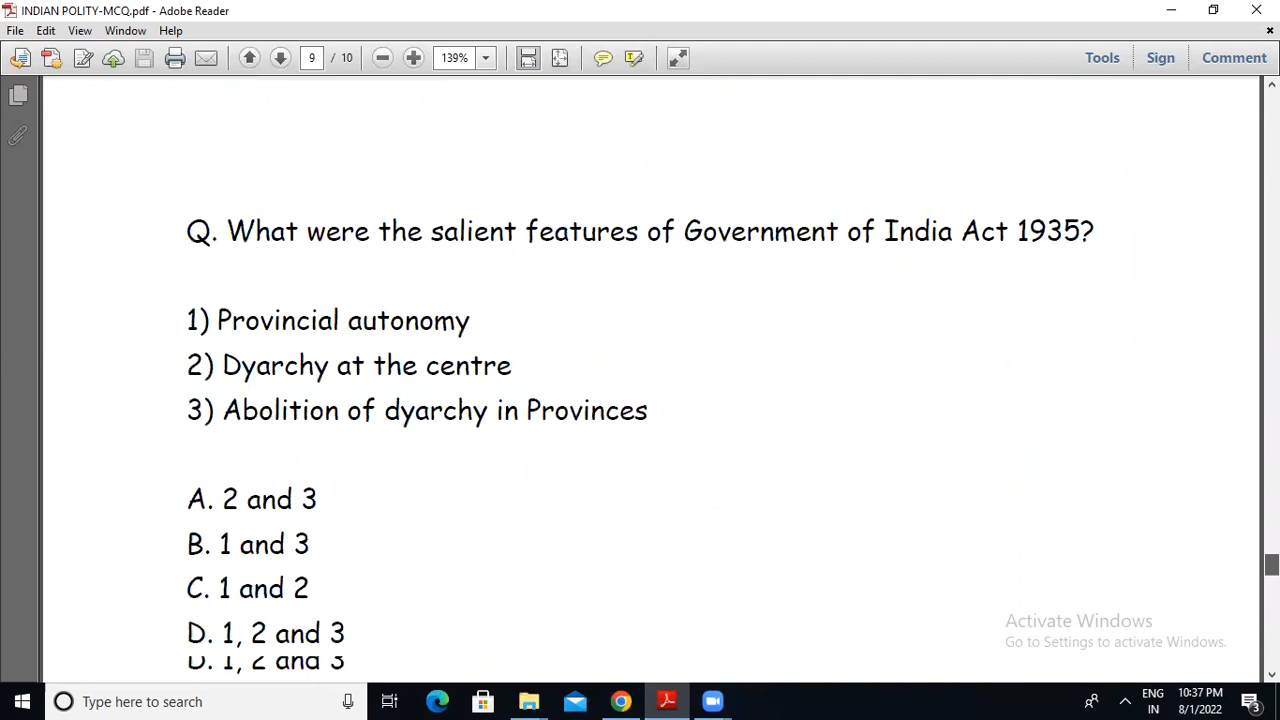 INDIAN POLITY-MCQ.pdf - Adobe Reader
File Edit View Window Help
9 / 10 139% Tools Sign Comment
Q. What were the salient features of Government of India Act 1935?
1) Provincial autonomy
2) Dyarchy at the centre
3) Abolition of dyarchy in Provinces
A. 2 and 3
B. 1 and 3
C. 1 and 2
D. 1, 2 and 3
D. 1, 2 and 3
Activate Windows
Go to Settings to activate Windows.
Type here to search
ENG
IN
10:37 PM
8/1/2022
3